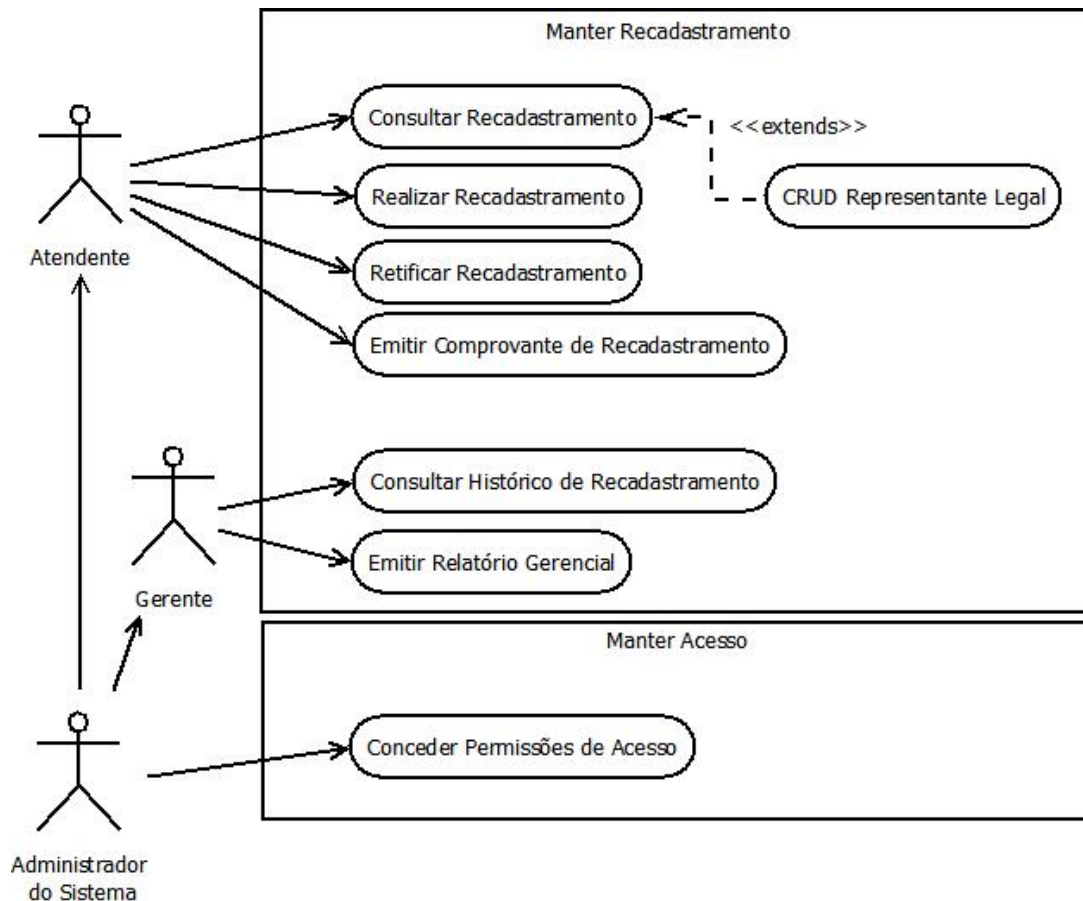 Manter Recadastramento
Consultar Recadastramento
<<extends>>
Realizar Recadastramento
CRUD Representante Legal
Atendente
Retificar Recadastramento
Emitir Comprovante de Recadastramento
Consultar Histórico de Recadastramento
Emitir Relatório Gerencial
Gerente
Manter Acesso
Conceder Permissões de Acesso
Administrador
do Sistema